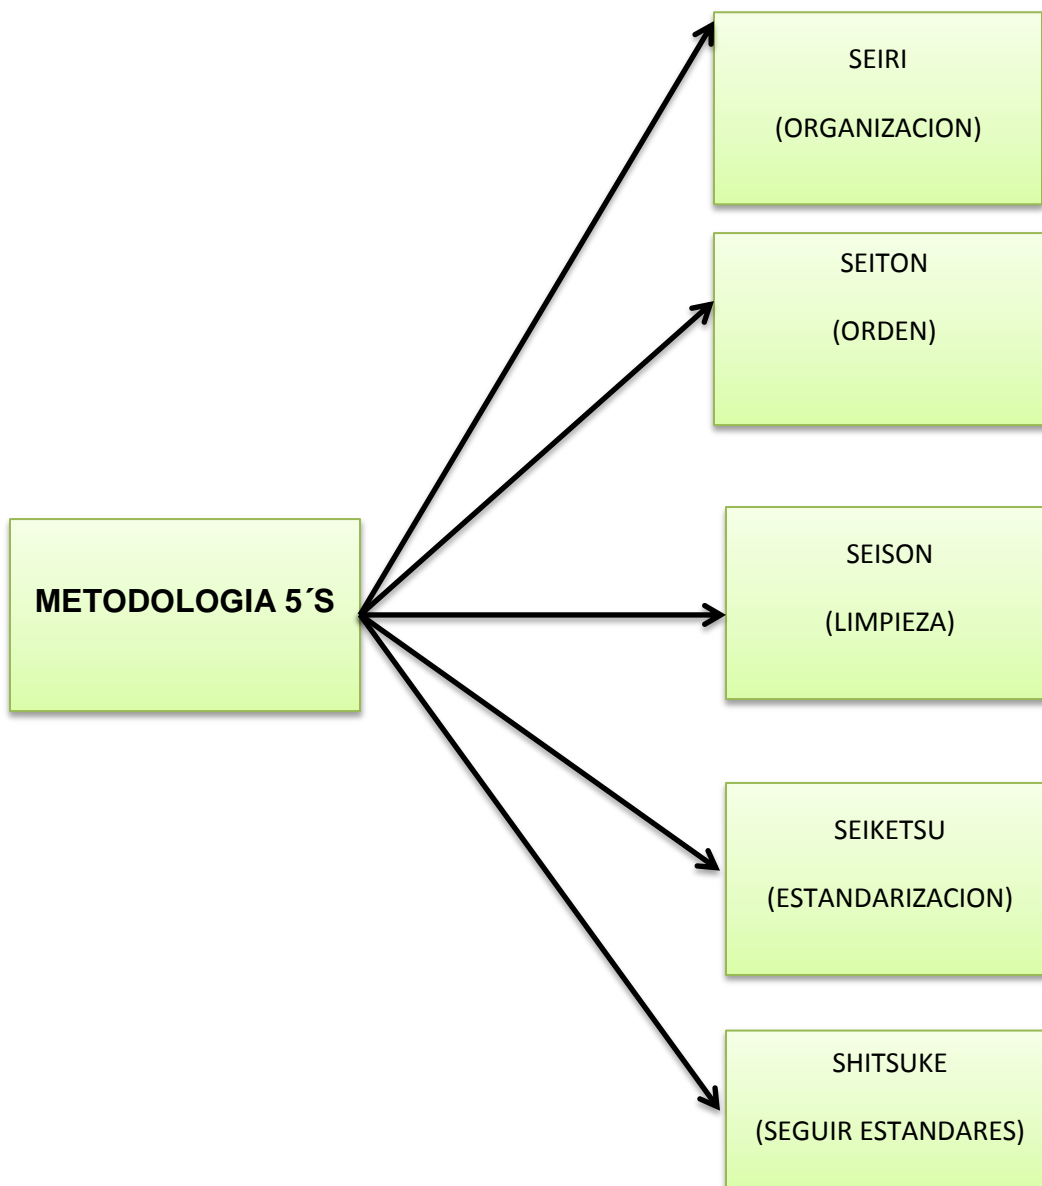 SEIRI
(ORGANIZACION)
SEITON
(ORDEN)
METODOLOGIA 5´S
SEISON
(LIMPIEZA)
SEIKETSU
(ESTANDARIZACION)
SHITSUKE
(SEGUIR ESTANDARES)